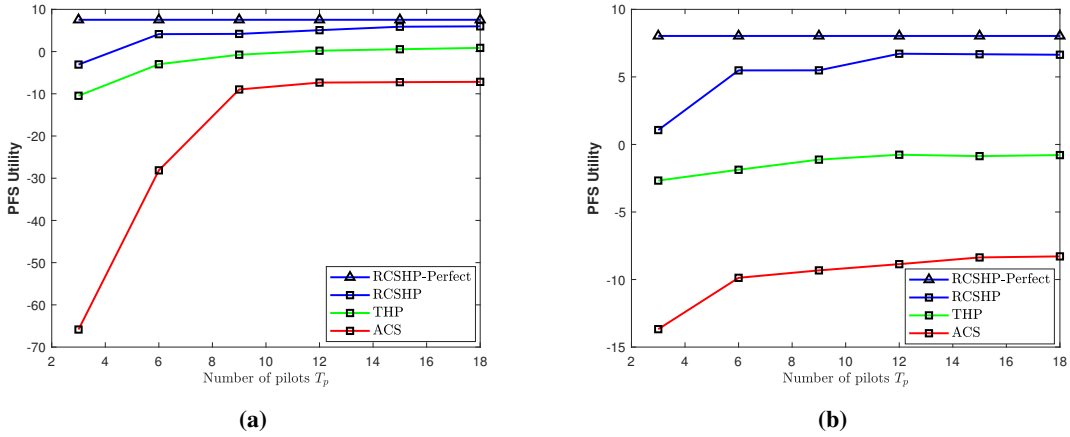 10
0
-10
-20
-30
-40
-50
-60
-70
PFS Utility
2 4 6 8 10 12 14 16 18
Number of pilots T_p
RCSHP-Perfect
RCSHP
THP
ACS
(a)
10
5
0
-5
-10
-15
PFS Utility
2 4 6 8 10 12 14 16 18
Number of pilots T_p
RCSHP-Perfect
RCSHP
THP
ACS
(b)